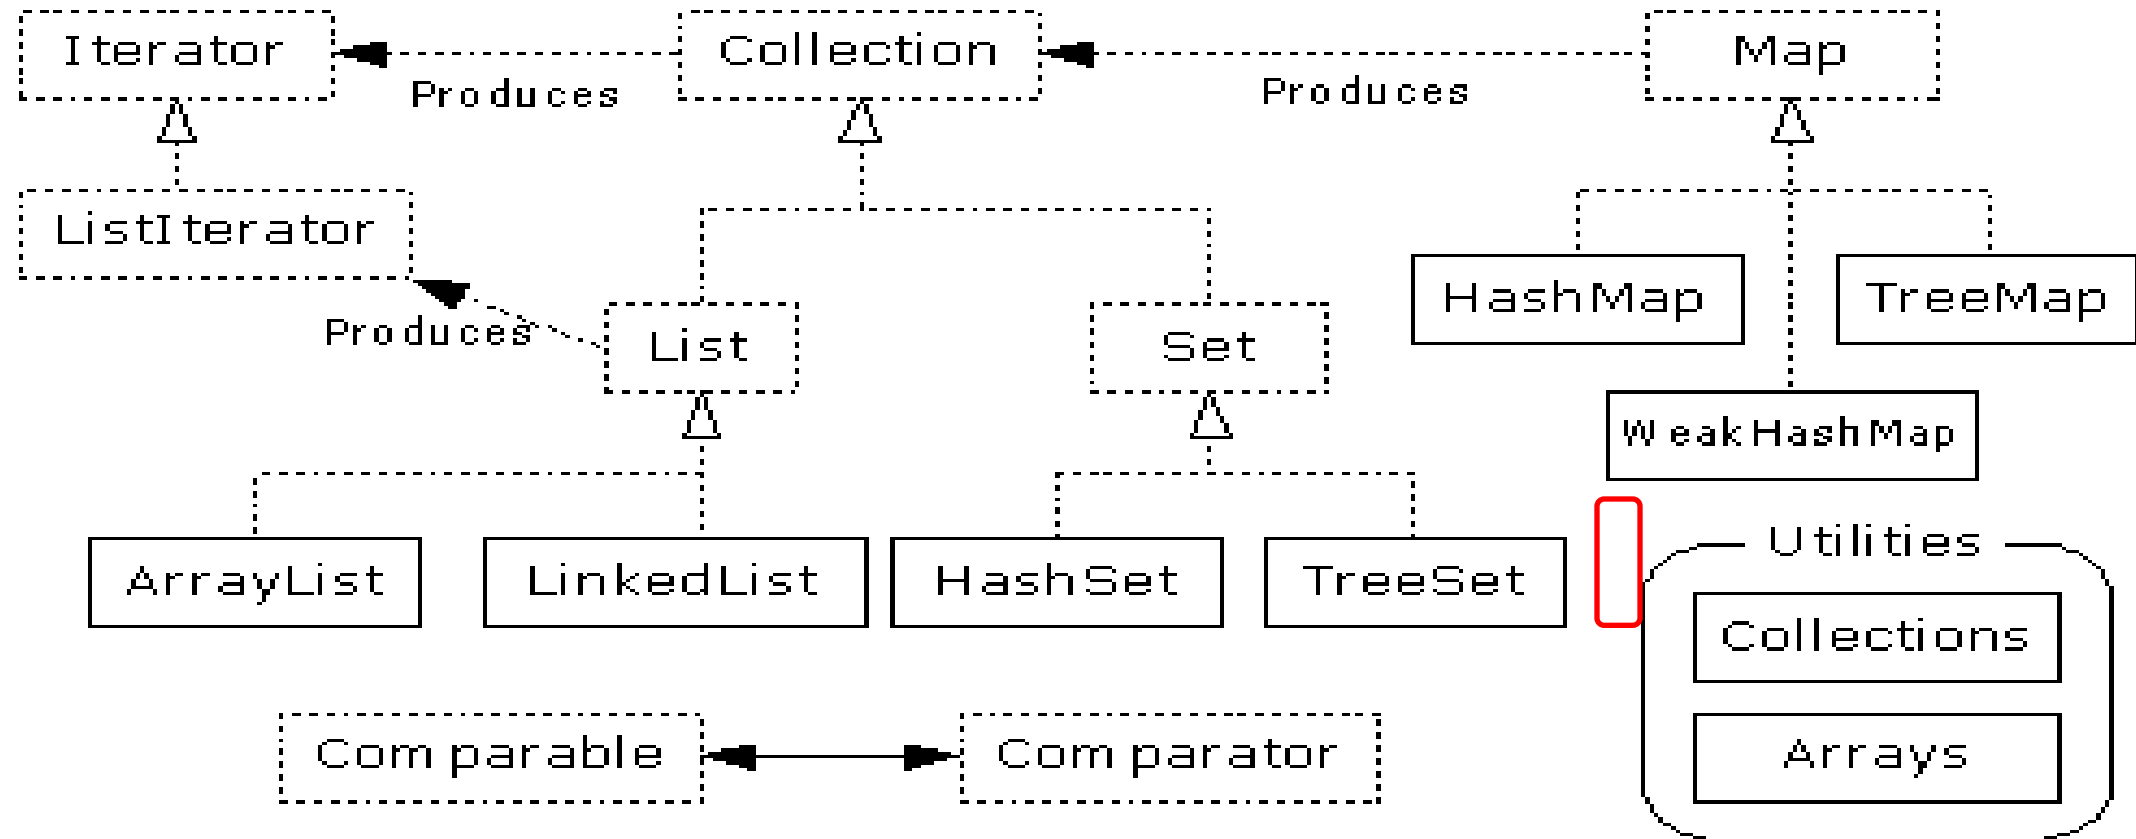 Iterator
Collection
Map
Produces
Produces
ListIterator
HashMap
TreeMap
Produces
List
Set
WeakHashMap
Utilities
ArrayList
LinkedList
HashSet
TreeSet
Collections
Comparable
Comparator
Arrays